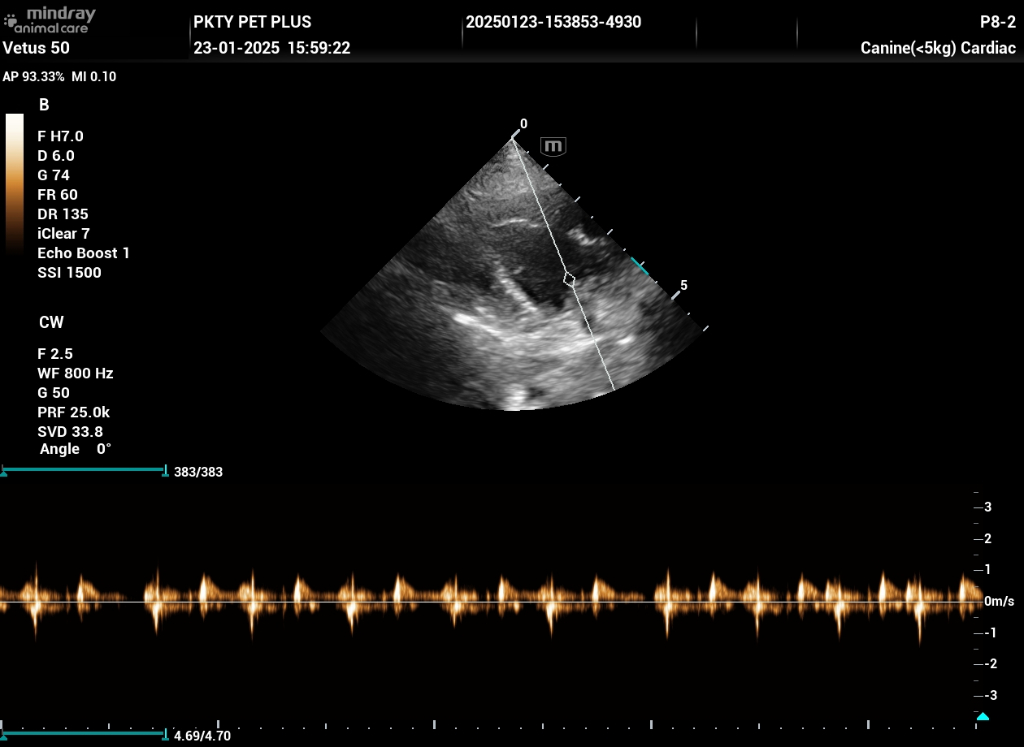 mindray
animalcare
Vetus 50
PKTY PET PLUS
23-01-2025 15:59:22
20250123-153853-4930
P8-2
Canine(<5kg) Cardiac
AP 93.33% MI 0.10
B
F H7.0
D 6.0
G 74
FR 60
DR 135
iClear 7
Echo Boost 1
SSI 1500
CW
F 2.5
WF 800 Hz
G 50
PRF 25.0k
SVD 33.8
Angle 0°
383/383
0
m
5
3
2
1
0m/s
-1
-2
-3
4.69/4.70